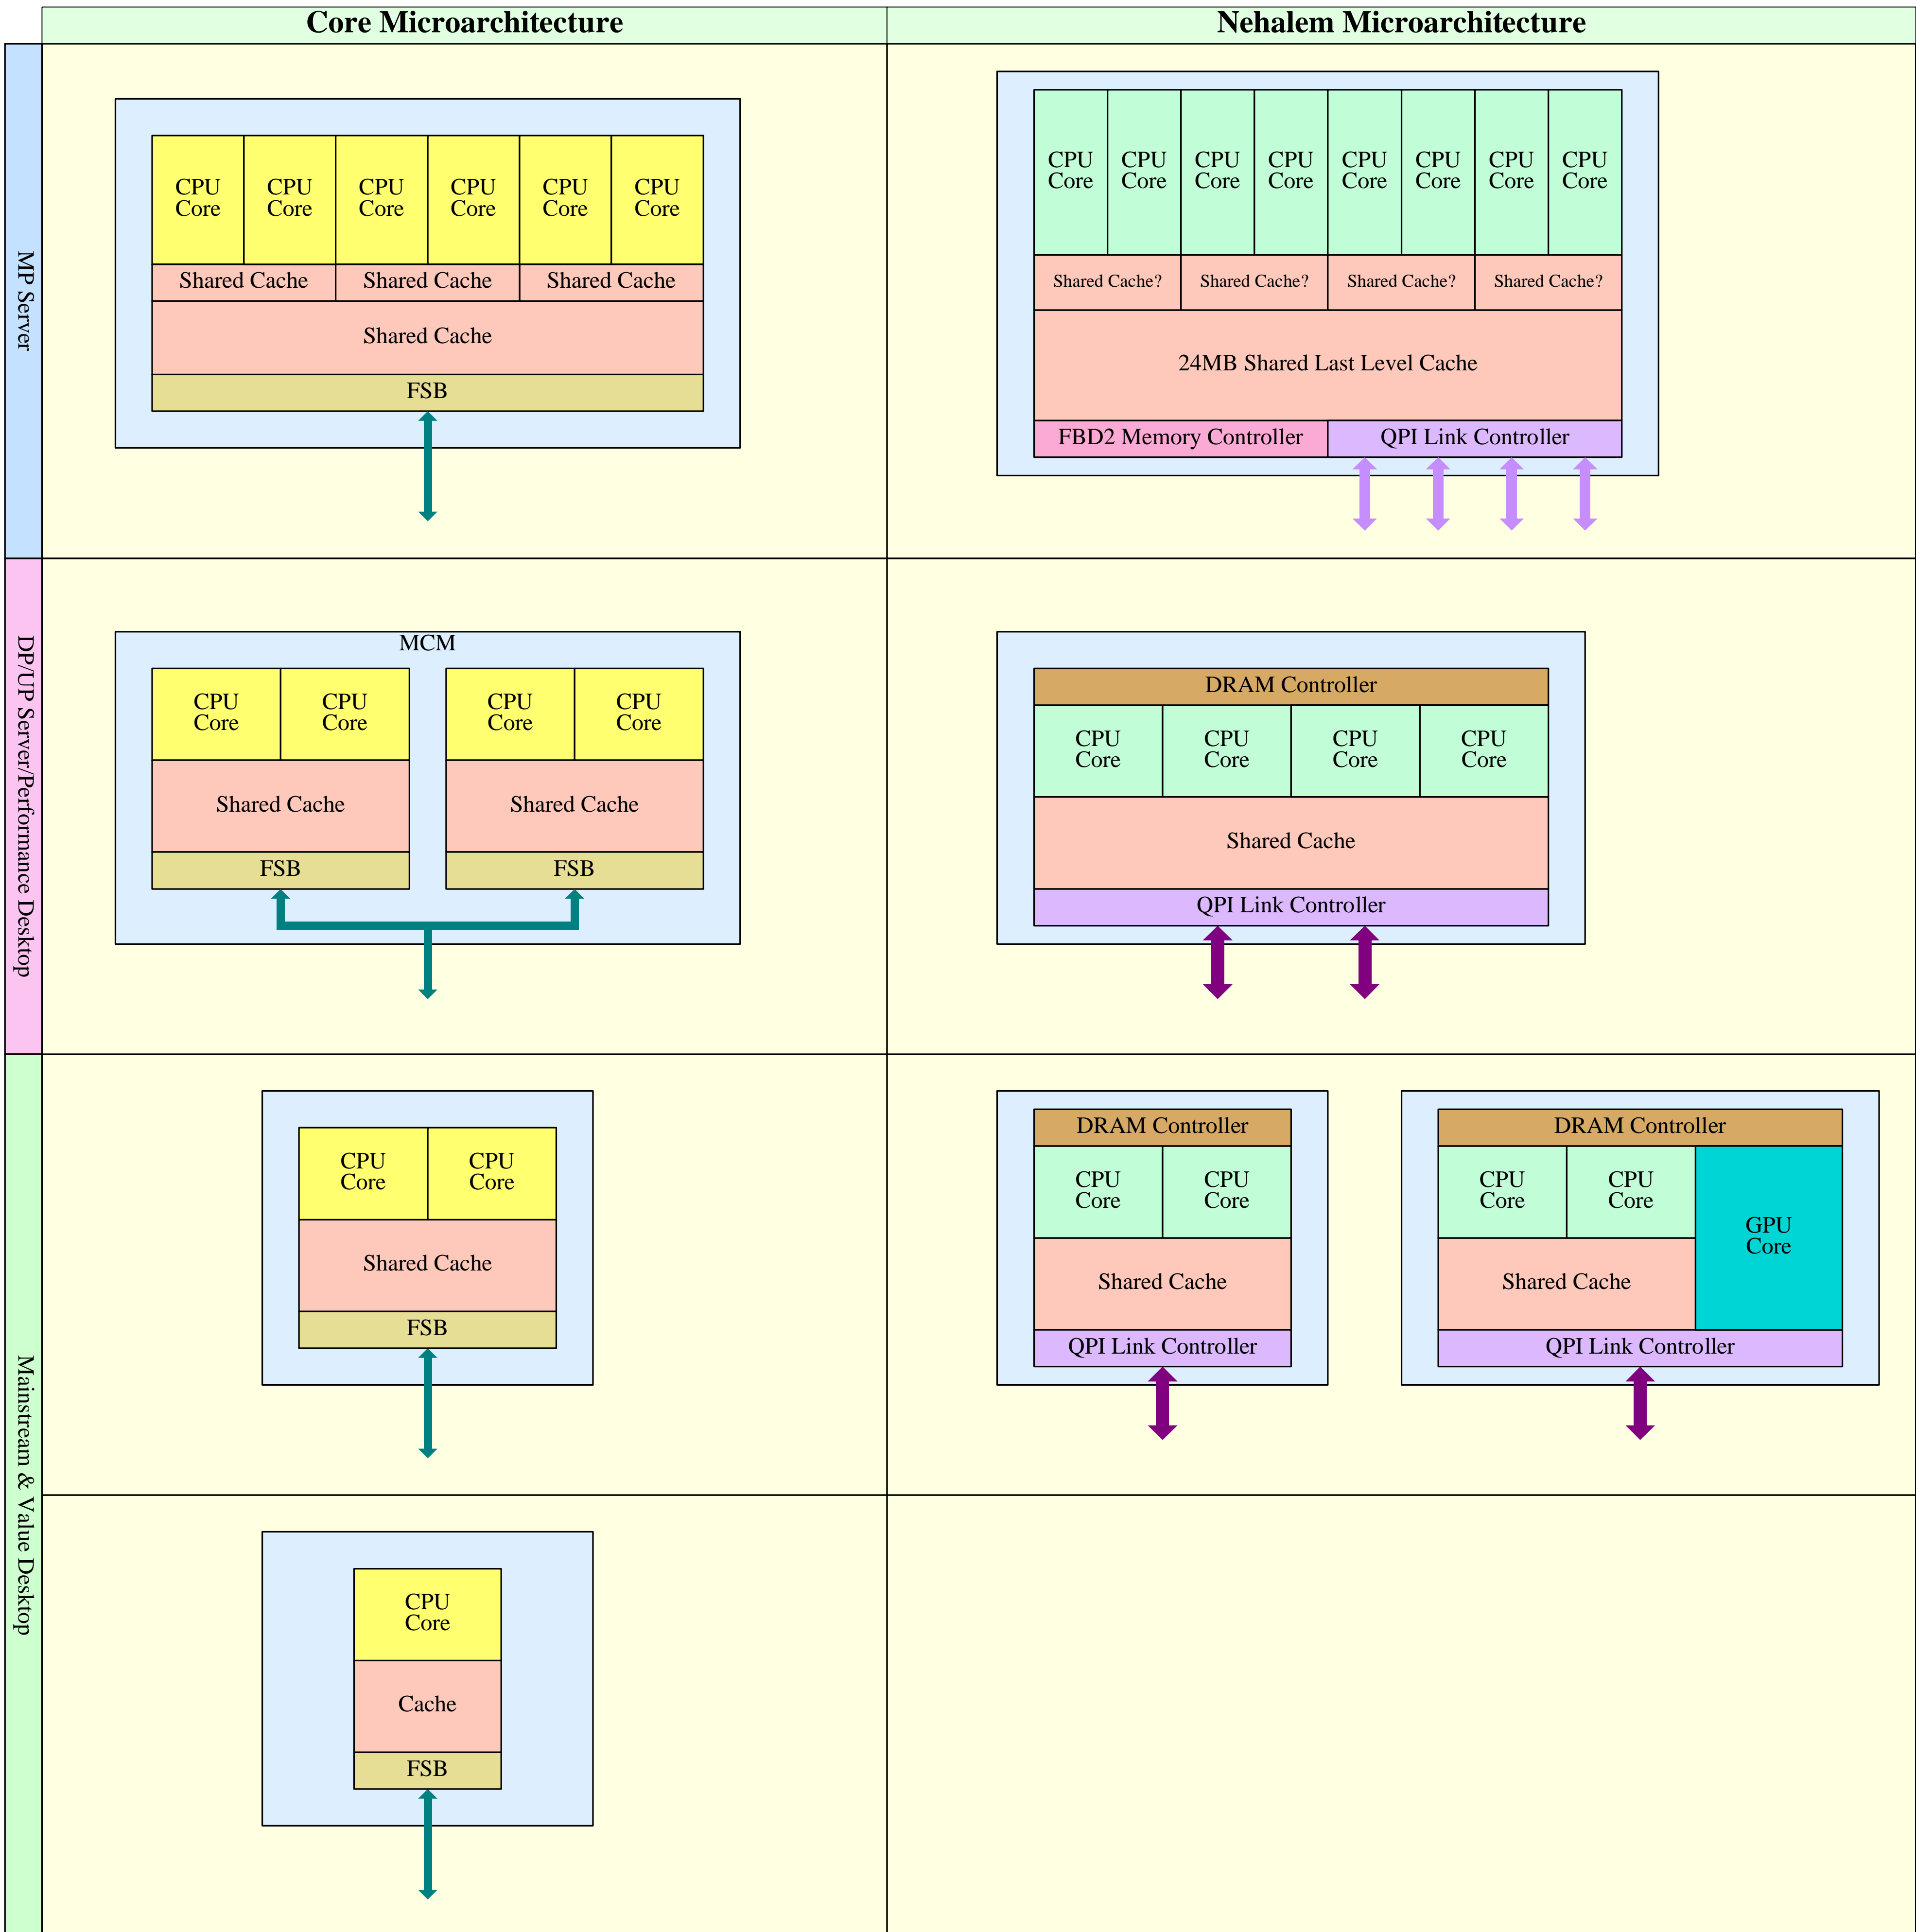 Core Microarchitecture
Nehalem Microarchitecture
MP Server
CPU
Core
CPU
Core
CPU
Core
CPU
Core
CPU
Core
CPU
Core
Shared Cache
Shared Cache
Shared Cache
Shared Cache
FSB
CPU
Core
CPU
Core
CPU
Core
CPU
Core
CPU
Core
CPU
Core
CPU
Core
CPU
Core
Shared Cache?
Shared Cache?
Shared Cache?
Shared Cache?
24MB Shared Last Level Cache
FBD2 Memory Controller
QPI Link Controller
DP/UP Server/Performance Desktop
MCM
CPU
Core
CPU
Core
CPU
Core
CPU
Core
Shared Cache
Shared Cache
FSB
FSB
DRAM Controller
CPU
Core
CPU
Core
CPU
Core
CPU
Core
Shared Cache
QPI Link Controller
Mainstream & Value Desktop
CPU
Core
CPU
Core
Shared Cache
FSB
DRAM Controller
CPU
Core
CPU
Core
Shared Cache
QPI Link Controller
DRAM Controller
CPU
Core
CPU
Core
GPU
Core
Shared Cache
QPI Link Controller
CPU
Core
Cache
FSB